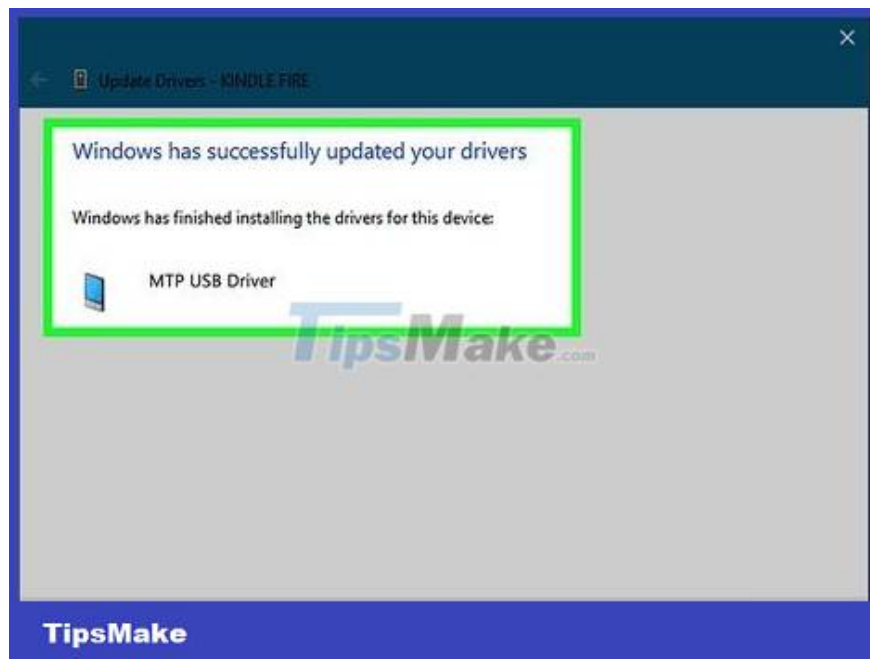 Update Drivers - KINDLE FIRE
Windows has successfully updated your drivers
Windows has finished installing the drivers for this device:
MTP USB Driver
TipsMake.com
TipsMake